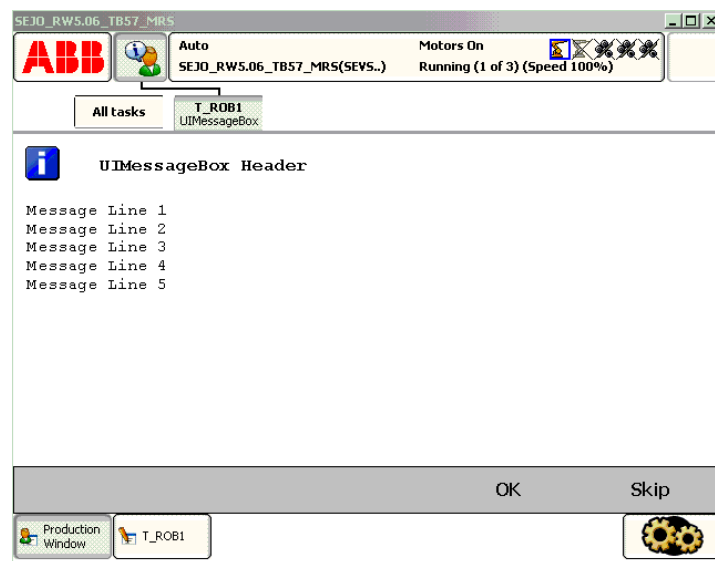 SEJO_RW5.06_TB57_MRS
ABB
Auto
SEJO_RW5.06_TB57_MRS(SEVS..)
Motors On
Running (1 of 3) (Speed 100%)
All tasks
T_ROB1
UIMessageBox
i
UIMessageBox Header
Message Line 1
Message Line 2
Message Line 3
Message Line 4
Message Line 5
OK
Skip
Production
Window
T_ROB1